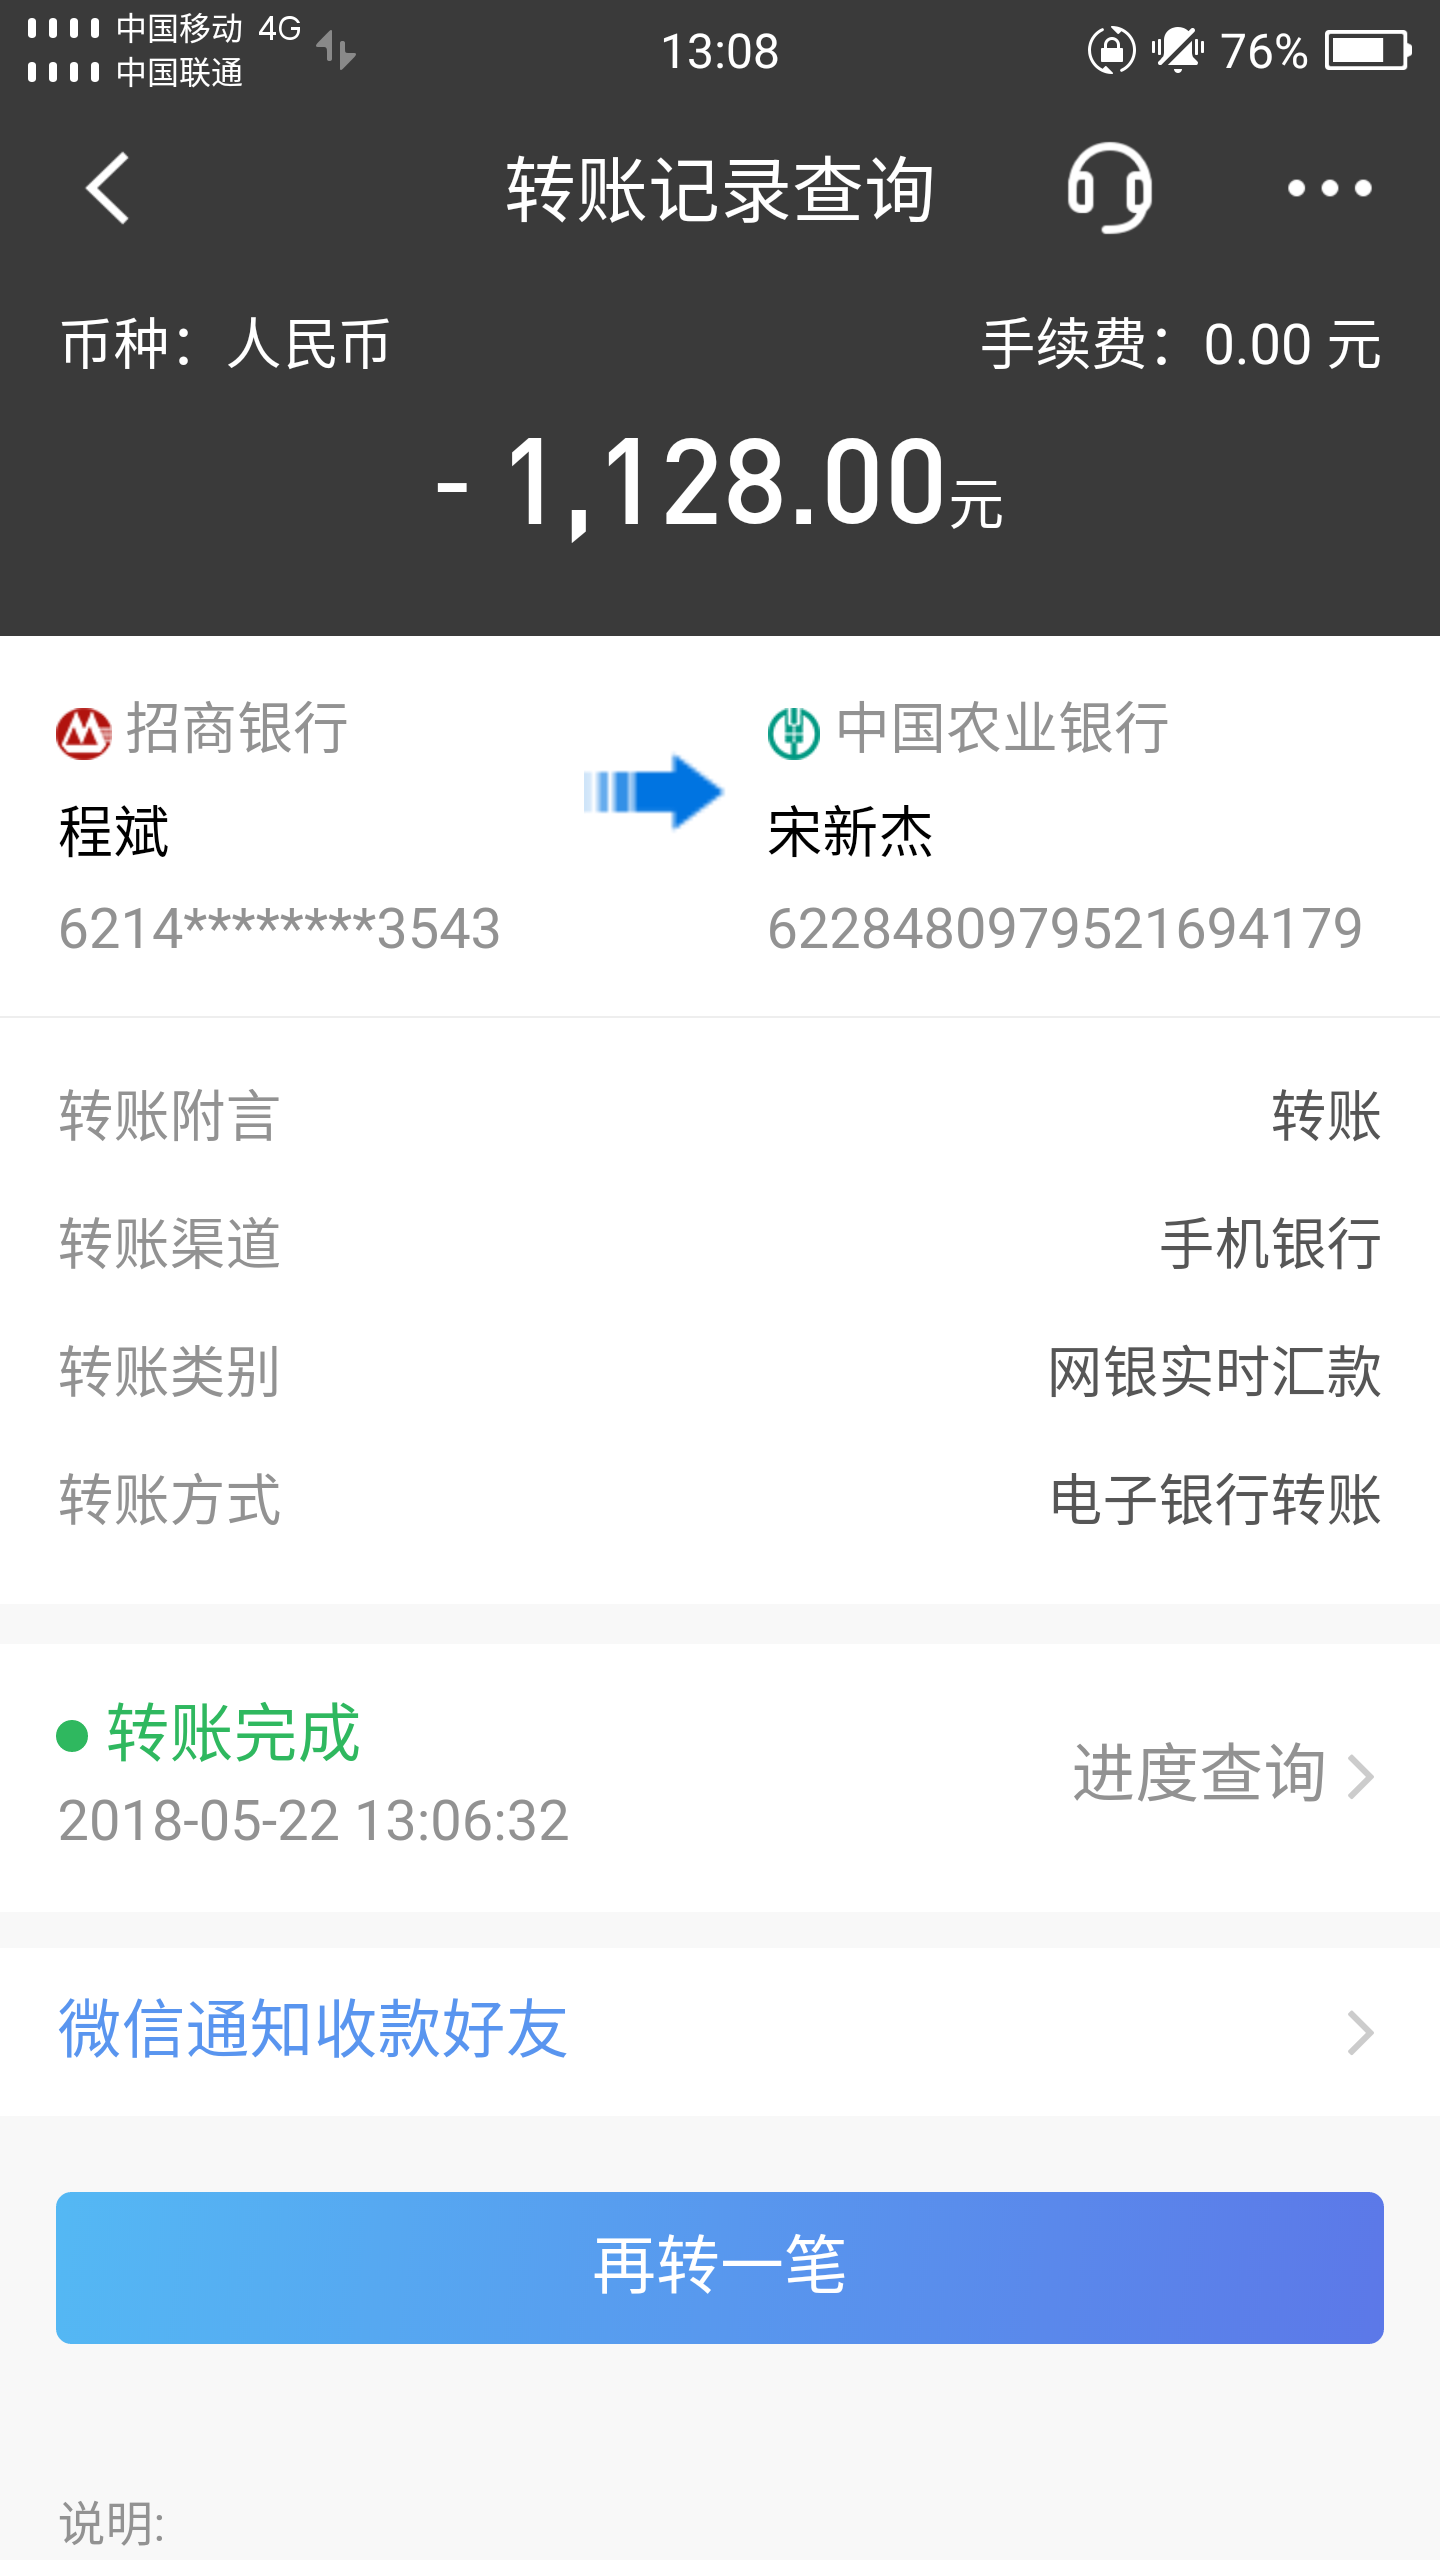 中国移动 4G
中国联通
13:08
76%
转账记录查询
币种：人民币
手续费：0.00 元
- 1,128.00元
招商银行
程斌
6214********3543
中国农业银行
宋新杰
6228480979521694179
转账附言 转账
转账渠道 手机银行
转账类别 网银实时汇款
转账方式 电子银行转账
转账完成
2018-05-22 13:06:32
进度查询
微信通知收款好友
再转一笔
说明: